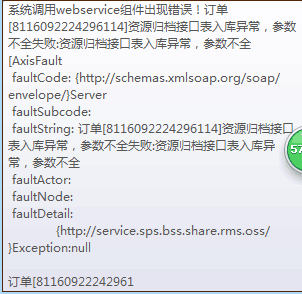 系统调用webservice组件出现错误！订单
[8116092224296114]资源归档接口表入库异常，参数
不全失败:资源归档接口表入库异常，参数不全
[AxisFault
faultCode: {http://schemas.xmlsoap.org/soap/
envelope/}Server
faultSubcode:
faultString: 订单[8116092224296114]资源归档接口
表入库异常，参数不全失败:资源归档接口表入库异
常，参数不全
faultActor:
faultNode:
faultDetail:
{http://service.sps.bss.share.rms.oss/
}Exception:null
订单[81160922242961
57